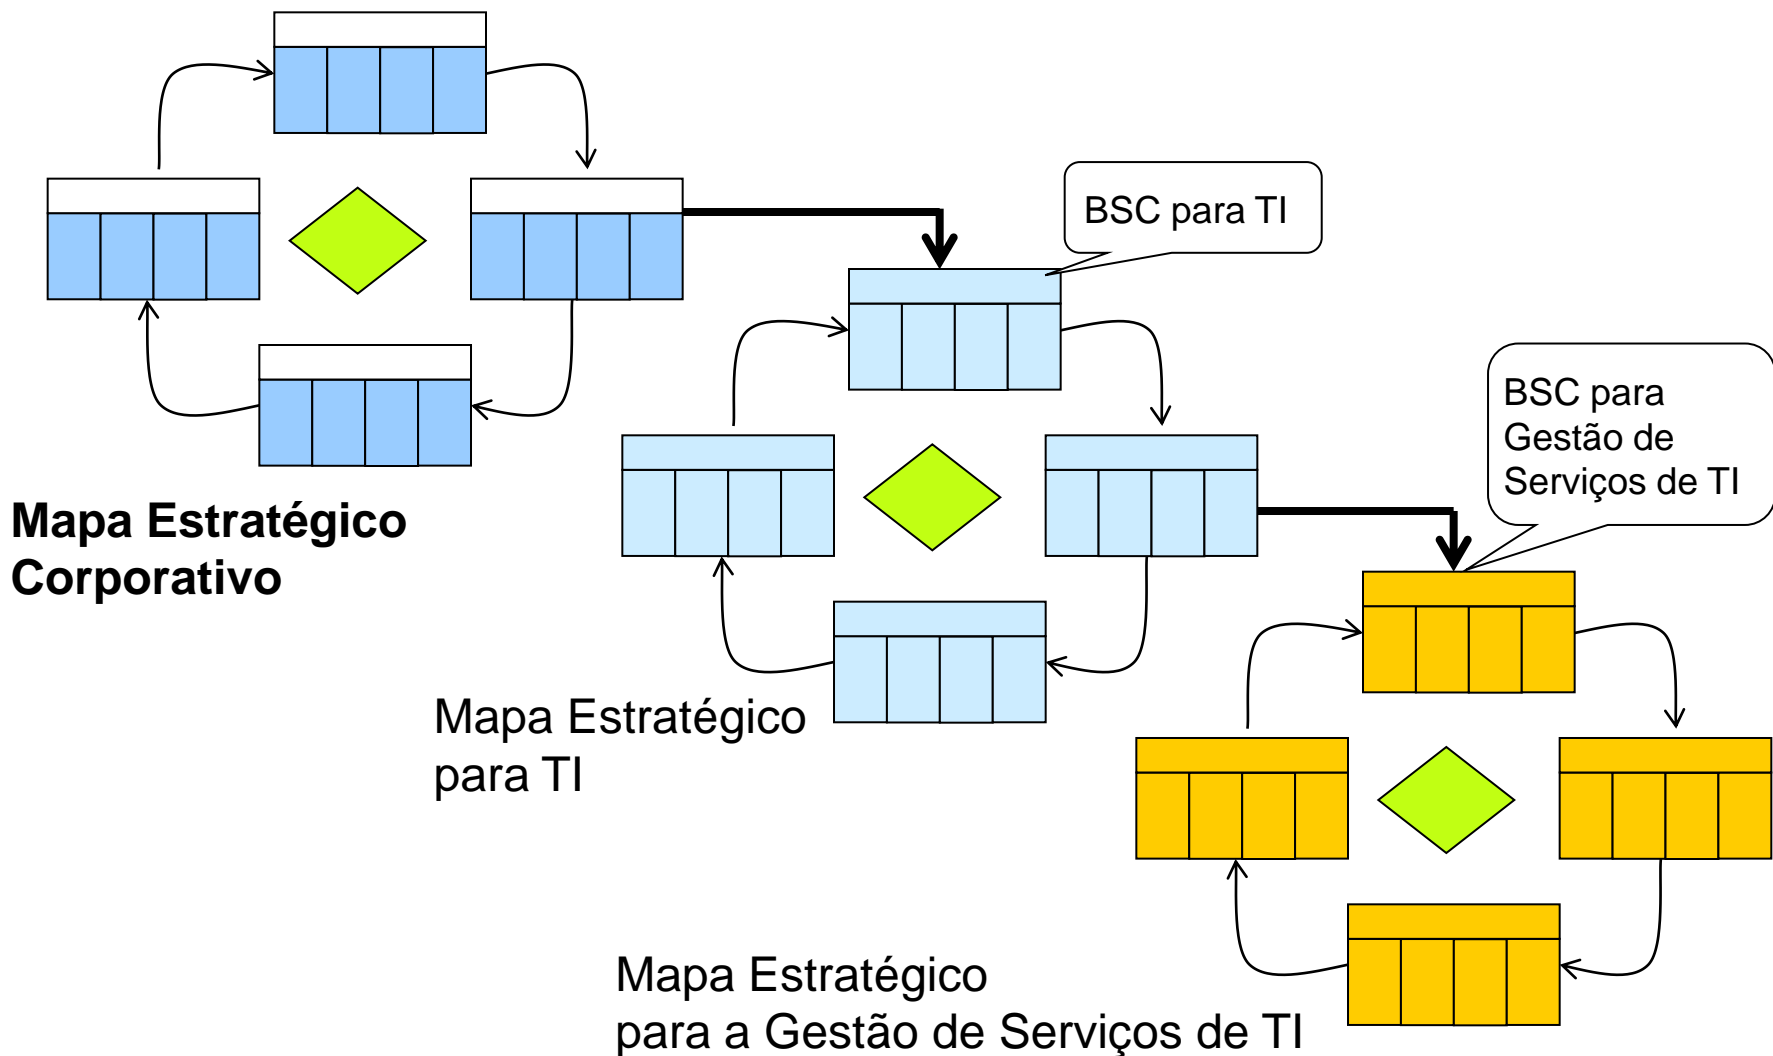 BSC para TI
BSC para
Gestão de
Serviços de TI
Mapa Estratégico
Corporativo
Mapa Estratégico
para TI
Mapa Estratégico
para a Gestão de Serviços de TI